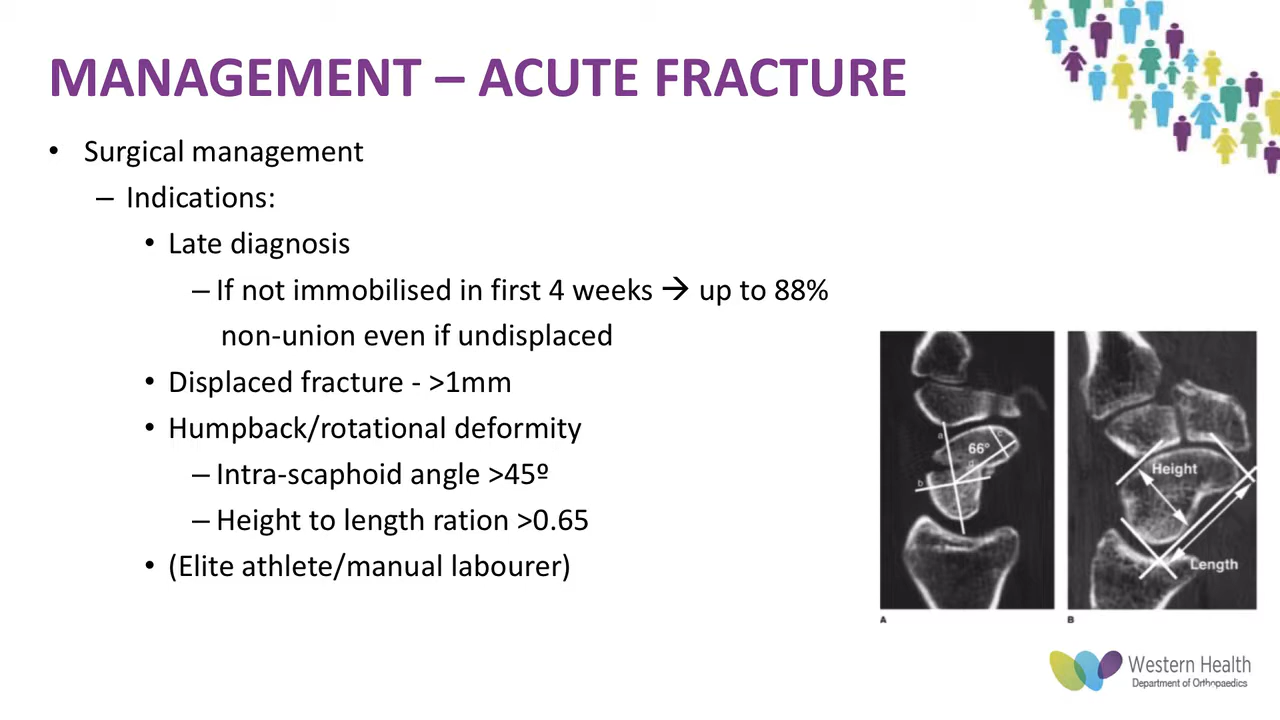 MANAGEMENT – ACUTE FRACTURE
• Surgical management
– Indications:
• Late diagnosis
– If not immobilised in first 4 weeks → up to 88%
non-union even if undisplaced
• Displaced fracture - >1mm
• Humpback/rotational deformity
– Intra-scaphoid angle >45º
– Height to length ration >0.65
• (Elite athlete/manual labourer)
a
66°
c
d
b
A
Height
Length
B
Western Health
Department of Orthopaedics